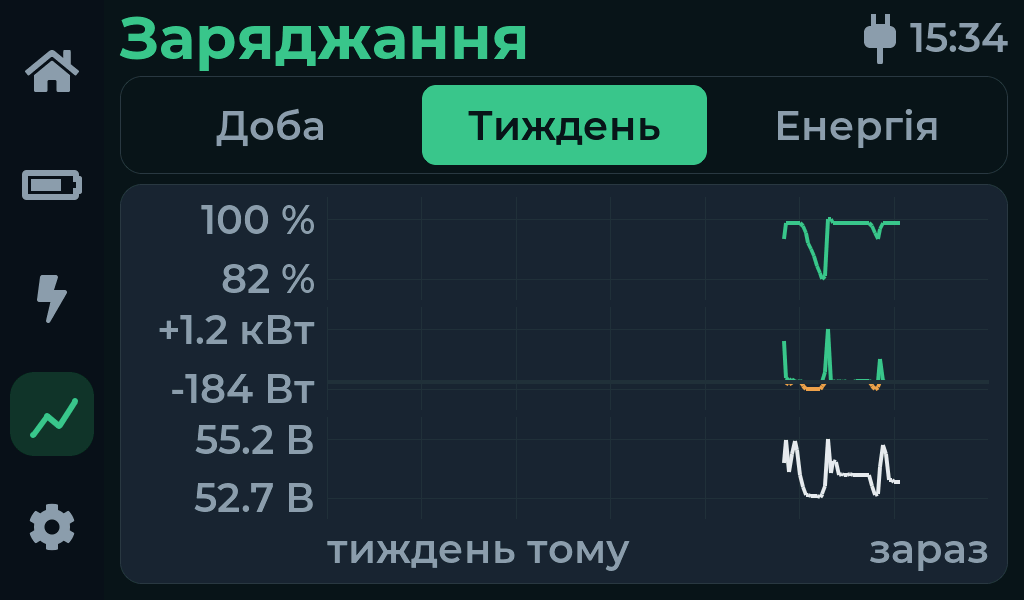 Заряджання
15:34
Доба
Тиждень
Енергія
100 %
82 %
+1.2 кВт
-184 Вт
55.2 В
52.7 В
тиждень тому
зараз